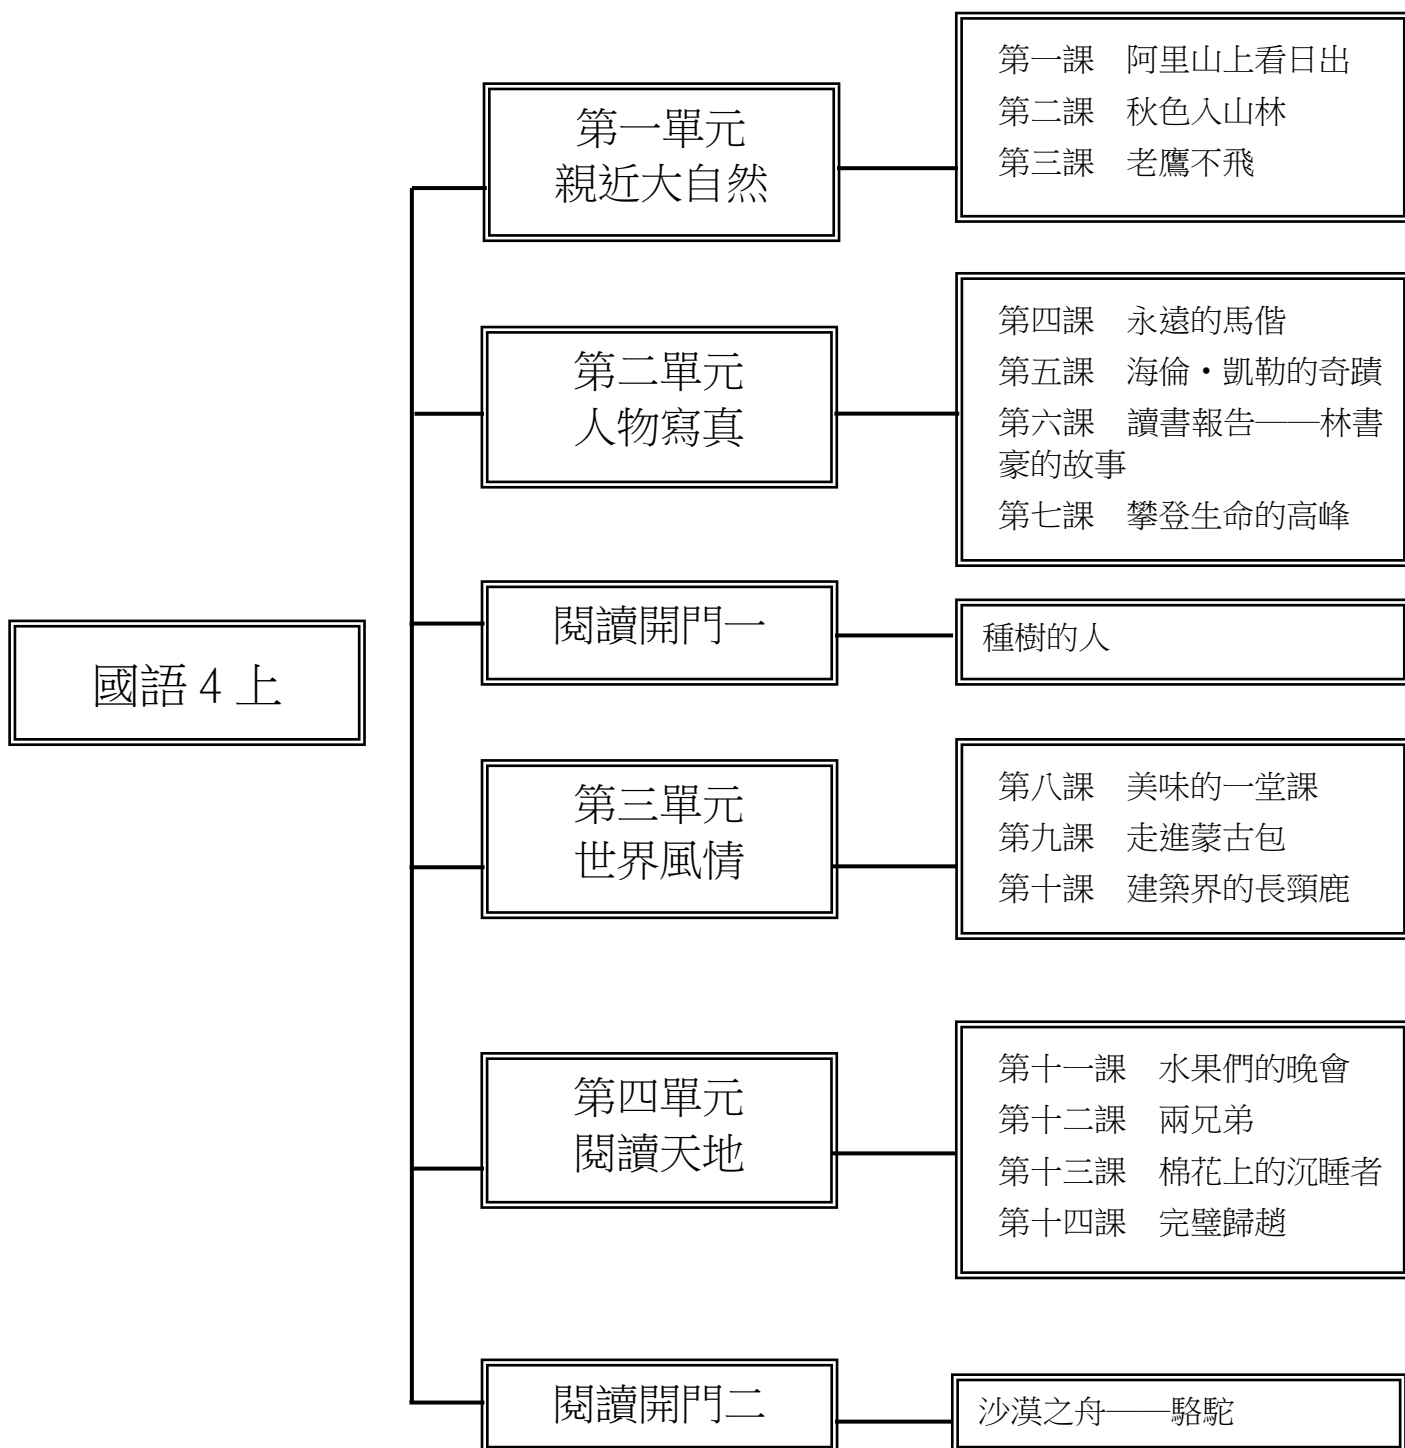 國語 4 上
第一單元
親近大自然
第一課　阿里山上看日出
第二課　秋色入山林
第三課　老鷹不飛
第二單元
人物寫真
第四課　永遠的馬偕
第五課　海倫・凱勒的奇蹟
第六課　讀書報告——林書
豪的故事
第七課　攀登生命的高峰
閱讀開門一
種樹的人
第三單元
世界風情
第八課　美味的一堂課
第九課　走進蒙古包
第十課　建築界的長頸鹿
第四單元
閱讀天地
第十一課　水果們的晚會
第十二課　兩兄弟
第十三課　棉花上的沉睡者
第十四課　完璧歸趙
閱讀開門二
沙漠之舟——駱駝